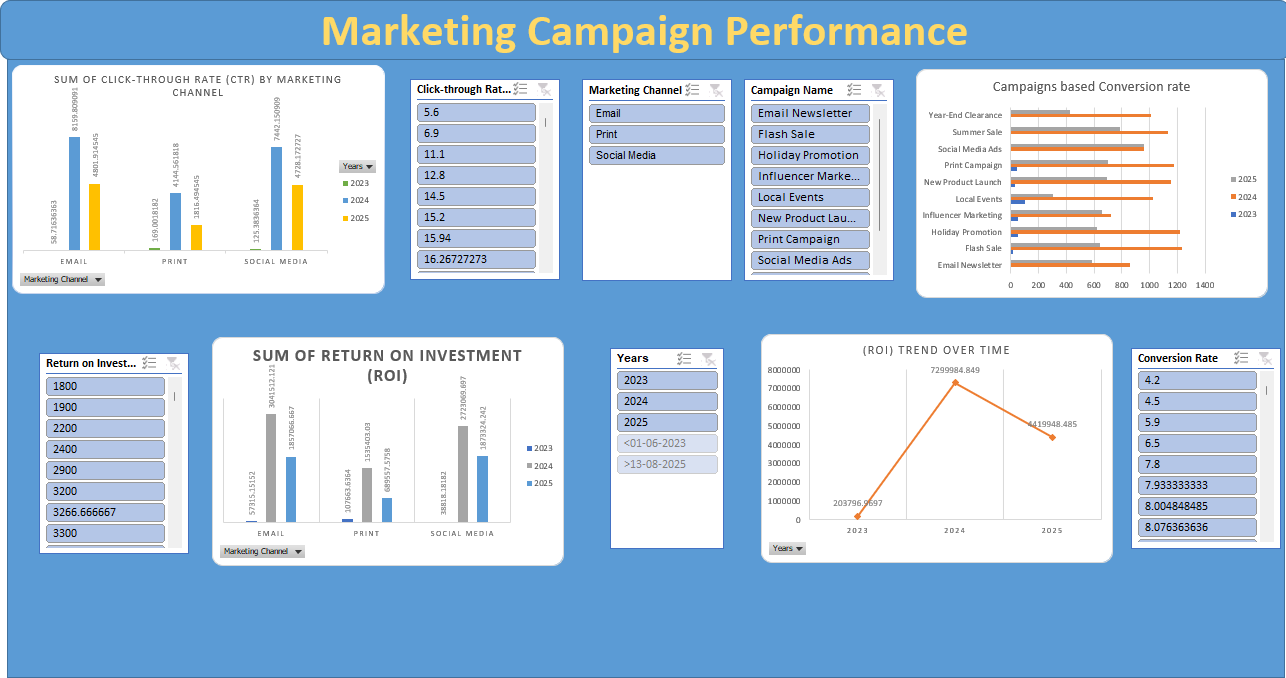 Marketing Campaign Performance
SUM OF CLICK-THROUGH RATE (CTR) BY MARKETING
CHANNEL
58.71636363
8159.809091
4801.914545
169.0018182
4144.561818
1816.494545
125.3836364
7442.150909
4728.172727
EMAIL
PRINT
SOCIAL MEDIA
Years
2023
2024
2025
Marketing Channel
Click-through Rat...
5.6
6.9
11.1
12.8
14.5
15.2
15.94
16.26727273
Marketing Channel
Email
Print
Social Media
Campaign Name
Email Newsletter
Flash Sale
Holiday Promotion
Influencer Marke...
Local Events
New Product Lau...
Print Campaign
Social Media Ads
Campaigns based Conversion rate
Year-End Clearance
Summer Sale
Social Media Ads
Print Campaign
New Product Launch
Local Events
Influencer Marketing
Holiday Promotion
Flash Sale
Email Newsletter
0 200 400 600 800 1000 1200 1400
2025
2024
2023
Return on Invest...
1800
1900
2200
2400
2900
3200
3266.666667
3300
SUM OF RETURN ON INVESTMENT
(ROI)
57315.15152
3041512.121
1857066.667
107663.6364
1535403.03
689557.5758
38818.18182
2723069.697
1873324.242
EMAIL
PRINT
SOCIAL MEDIA
2023
2024
2025
Marketing Channel
Years
2023
2024
2025
<01-06-2023
>13-08-2025
(ROI) TREND OVER TIME
8000000
7000000
6000000
5000000
4000000
3000000
2000000
1000000
0
203796.9697
7299984.849
4419948.485
2023
2024
2025
Years
Conversion Rate
4.2
4.5
5.9
6.5
7.8
7.933333333
8.004848485
8.076363636